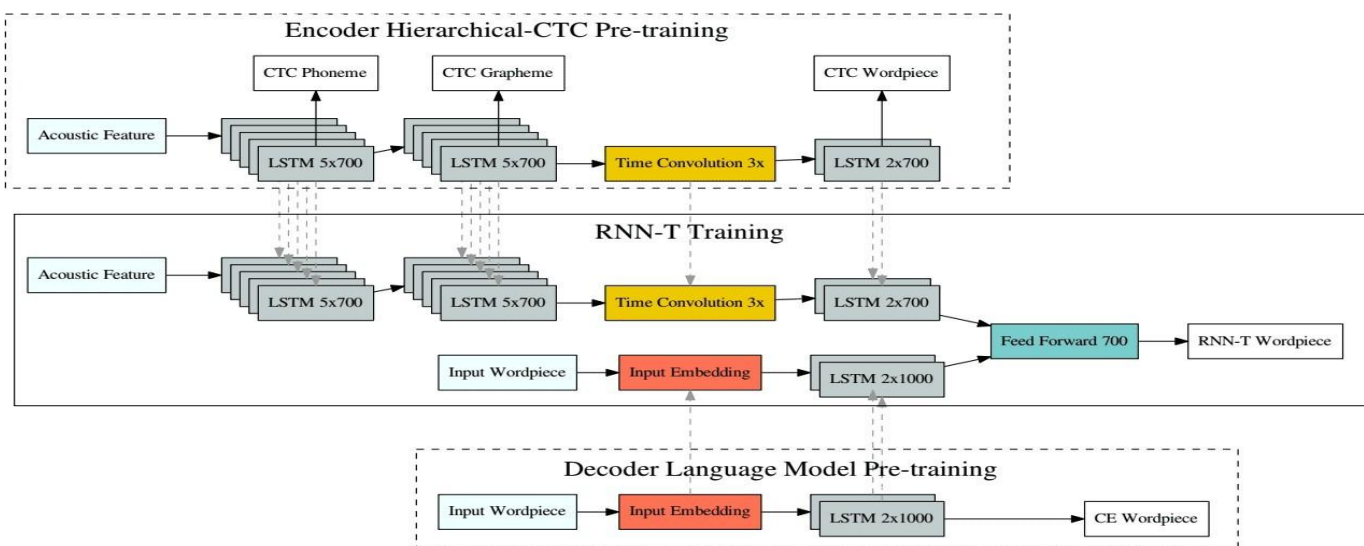 Encoder Hierarchical-CTC Pre-training
CTC Phoneme
CTC Grapheme
CTC Wordpiece
Acoustic Feature
LSTM 5x700
LSTM 5x700
Time Convolution 3x
LSTM 2x700
RNN-T Training
Acoustic Feature
LSTM 5x700
LSTM 5x700
Time Convolution 3x
LSTM 2x700
Feed Forward 700
RNN-T Wordpiece
Input Wordpiece
Input Embedding
LSTM 2x1000
Decoder Language Model Pre-training
Input Wordpiece
Input Embedding
LSTM 2x1000
CE Wordpiece